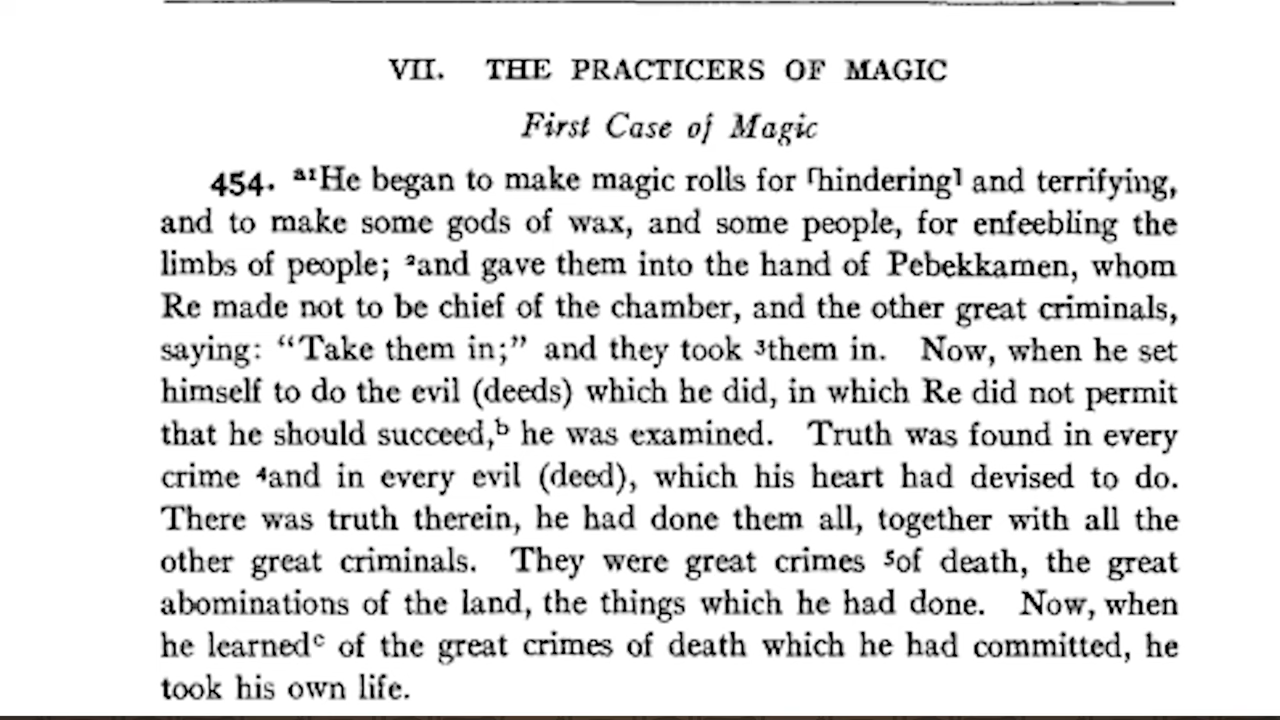 VII. THE PRACTICERS OF MAGIC
First Case of Magic
454. ᵃ¹He began to make magic rolls for ⌜hindering⌝ and terrifying,
and to make some gods of wax, and some people, for enfeebling the
limbs of people; ²and gave them into the hand of Pebekkamen, whom
Re made not to be chief of the chamber, and the other great criminals,
saying: “Take them in;” and they took ³them in. Now, when he set
himself to do the evil (deeds) which he did, in which Re did not permit
that he should succeed,ᵇ he was examined. Truth was found in every
crime ⁴and in every evil (deed), which his heart had devised to do.
There was truth therein, he had done them all, together with all the
other great criminals. They were great crimes ⁵of death, the great
abominations of the land, the things which he had done. Now, when
he learnedᶜ of the great crimes of death which he had committed, he
took his own life.